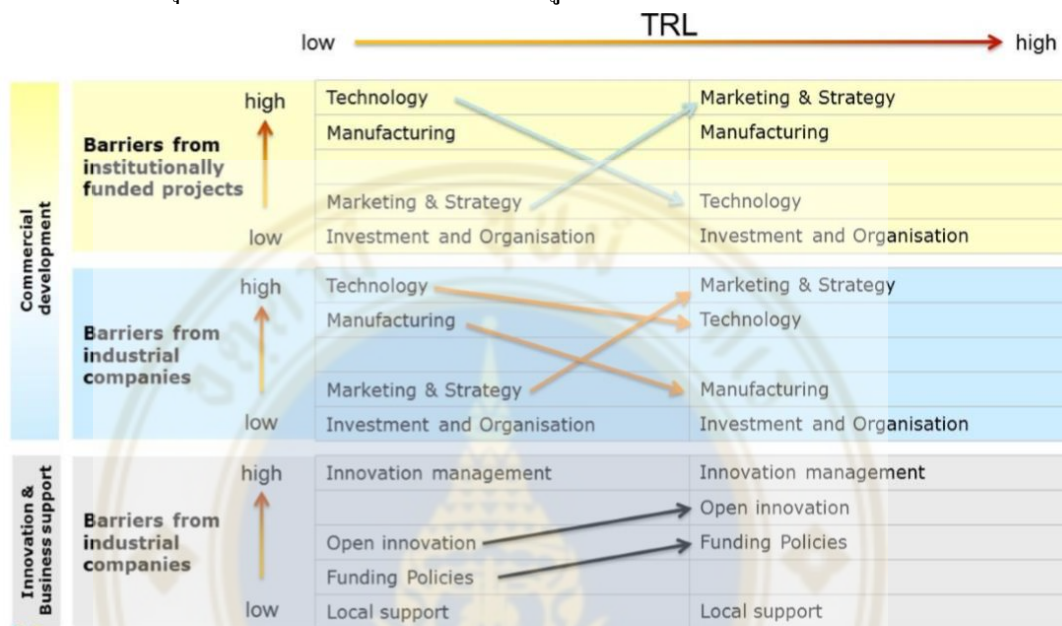 TRL
low
high
Commercial
development
Barriers from
institutionally
funded projects
high
low
Technology
Marketing & Strategy
Manufacturing
Manufacturing
Marketing & Strategy
Technology
Investment and Organisation
Investment and Organisation
Barriers from
industrial
companies
high
low
Technology
Marketing & Strategy
Manufacturing
Technology
Marketing & Strategy
Manufacturing
Investment and Organisation
Investment and Organisation
Innovation &
Business support
Barriers from
industrial
companies
high
low
Innovation management
Innovation management
Open innovation
Open innovation
Funding Policies
Funding Policies
Local support
Local support